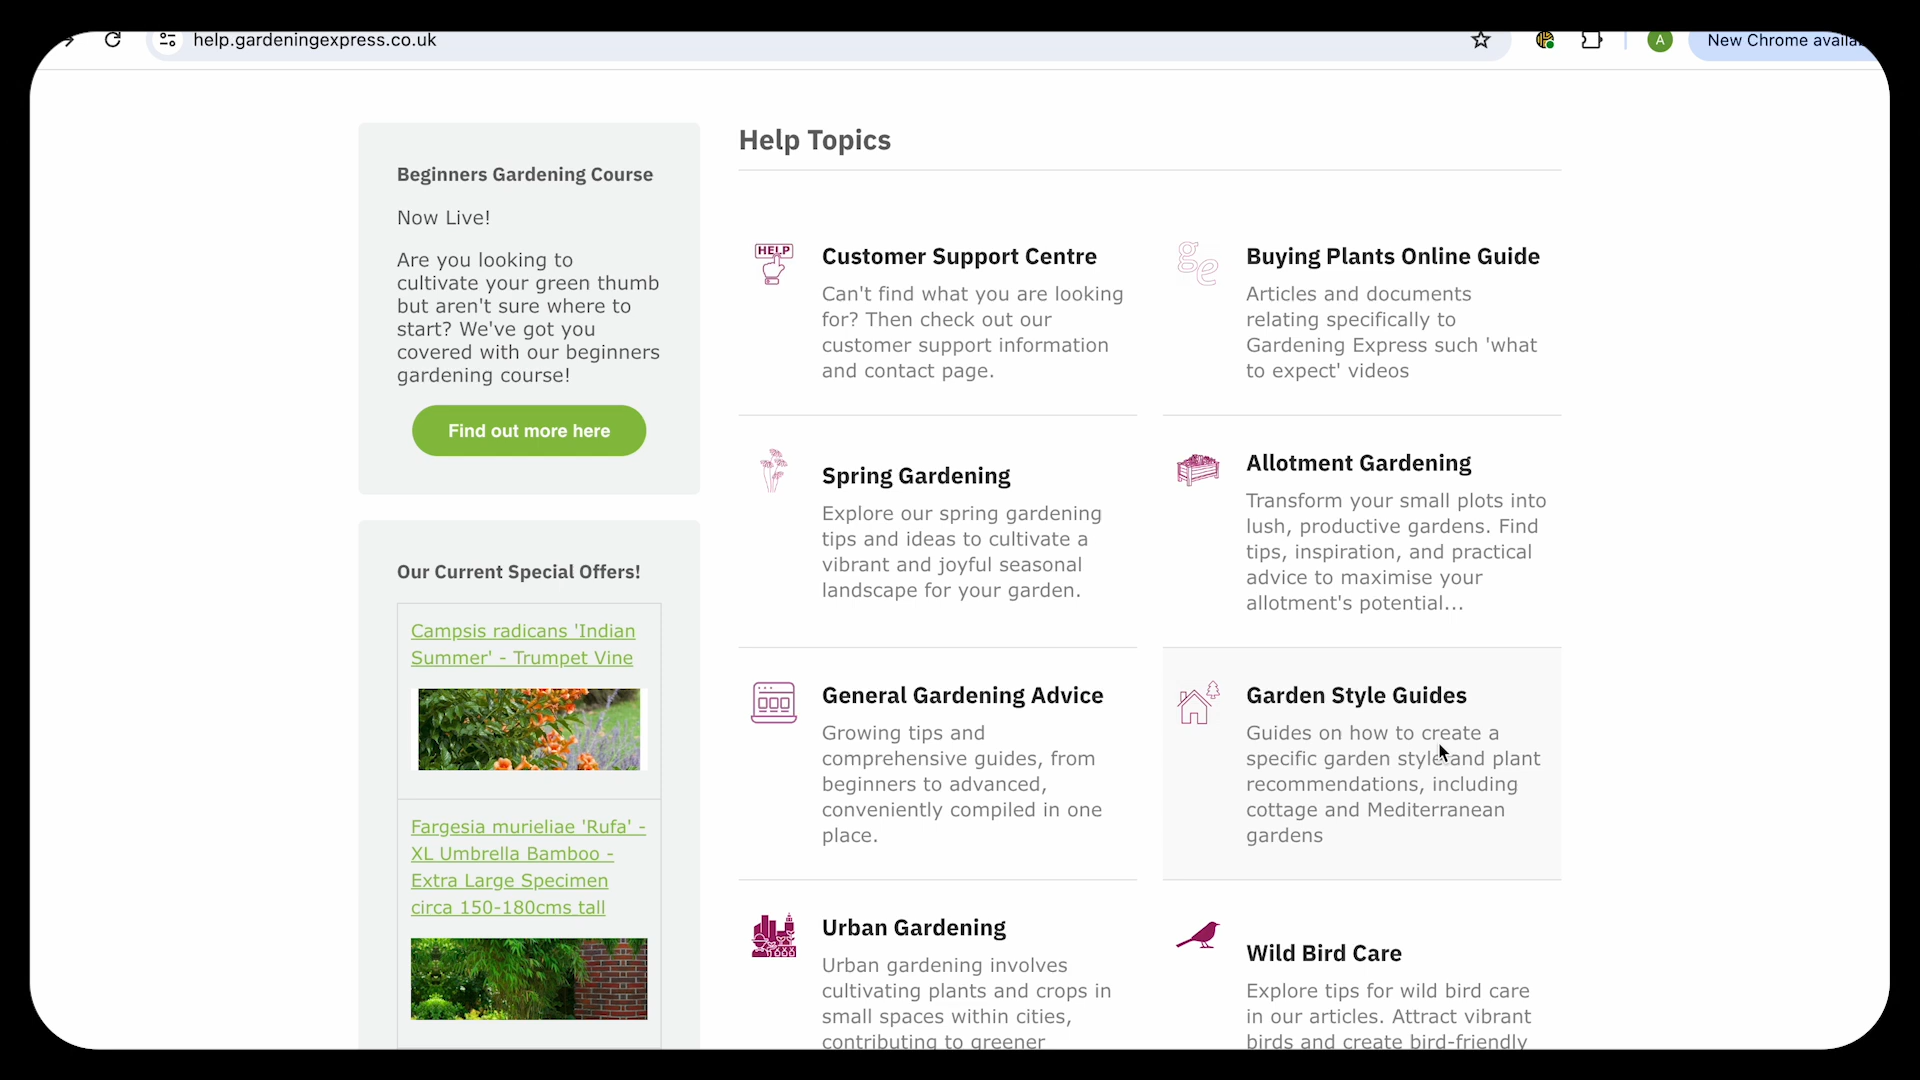 help.gardeningexpress.co.uk
A
New Chrome availa
Beginners Gardening Course
Now Live!
Are you looking to
cultivate your green thumb
but aren't sure where to
start? We've got you
covered with our beginners
gardening course!
Find out more here
Our Current Special Offers!
Campsis radicans 'Indian
Summer' - Trumpet Vine
Fargesia murieliae 'Rufa' -
XL Umbrella Bamboo -
Extra Large Specimen
circa 150-180cms tall
Help Topics
HELP
Customer Support Centre
Can't find what you are looking
for? Then check out our
customer support information
and contact page.
ge
Buying Plants Online Guide
Articles and documents
relating specifically to
Gardening Express such 'what
to expect' videos
Spring Gardening
Explore our spring gardening
tips and ideas to cultivate a
vibrant and joyful seasonal
landscape for your garden.
Allotment Gardening
Transform your small plots into
lush, productive gardens. Find
tips, inspiration, and practical
advice to maximise your
allotment's potential...
General Gardening Advice
Growing tips and
comprehensive guides, from
beginners to advanced,
conveniently compiled in one
place.
Garden Style Guides
Guides on how to create a
specific garden style and plant
recommendations, including
cottage and Mediterranean
gardens
Urban Gardening
Urban gardening involves
cultivating plants and crops in
small spaces within cities,
contributing to greener
Wild Bird Care
Explore tips for wild bird care
in our articles. Attract vibrant
birds and create bird-friendly